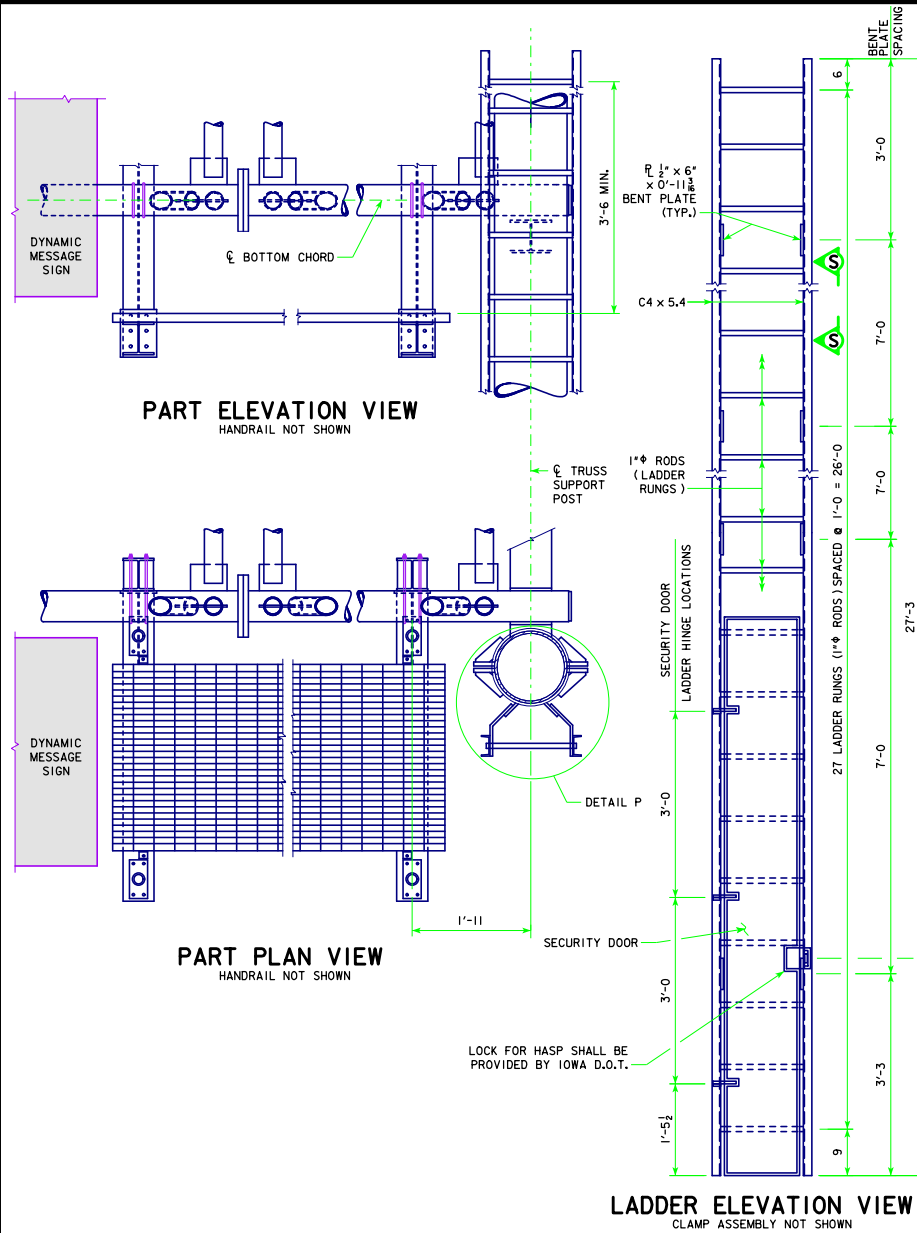 DYNAMIC
MESSAGE
SIGN
℄ BOTTOM CHORD
3'-6 MIN.
PART ELEVATION VIEW
HANDRAIL NOT SHOWN
℄ TRUSS
SUPPORT
POST
DYNAMIC
MESSAGE
SIGN
DETAIL P
1'-11
PART PLAN VIEW
HANDRAIL NOT SHOWN
BENT
PLATE
SPACING
6
3'-0
PL 1/2" x 6"
x 0'-11 3/16
BENT PLATE
(TYP.)
S
C4 x 5.4
S
7'-0
1"Φ RODS
(LADDER
RUNGS)
7'-0
27 LADDER RUNGS (1"Φ RODS) SPACED @ 1'-0 = 26'-0
27'-3
SECURITY DOOR
LADDER HINGE LOCATIONS
3'-0
7'-0
SECURITY DOOR
3'-0
LOCK FOR HASP SHALL BE
PROVIDED BY IOWA D.O.T.
3'-3
1'-5 1/2
9
LADDER ELEVATION VIEW
CLAMP ASSEMBLY NOT SHOWN